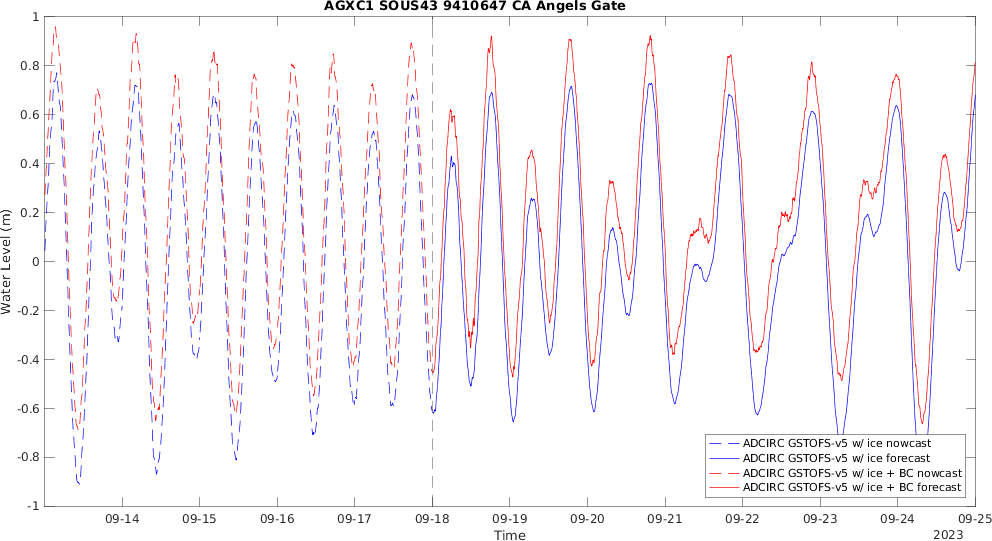 AGXC1 SOUS43 9410647 CA Angels Gate
1
0.8
0.6
0.4
0.2
0
-0.2
-0.4
-0.6
-0.8
-1
Water Level (m)
ADCIRC GSTOFS-v5 w/ ice nowcast
ADCIRC GSTOFS-v5 w/ ice forecast
ADCIRC GSTOFS-v5 w/ ice + BC nowcast
ADCIRC GSTOFS-v5 w/ ice + BC forecast
09-14 09-15 09-16 09-17 09-18 09-19 09-20 09-21 09-22 09-23 09-24 09-25
Time
2023